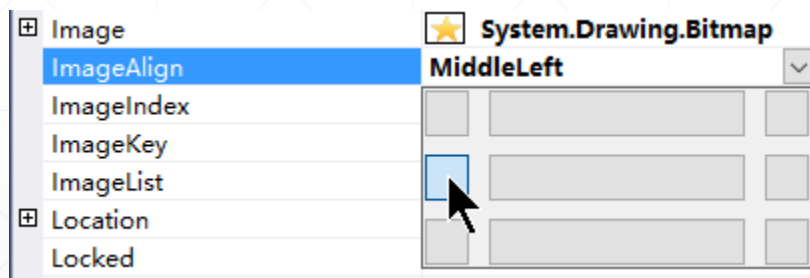 Image System.Drawing.Bitmap
ImageAlign MiddleLeft
ImageIndex
ImageKey
ImageList
Location
Locked